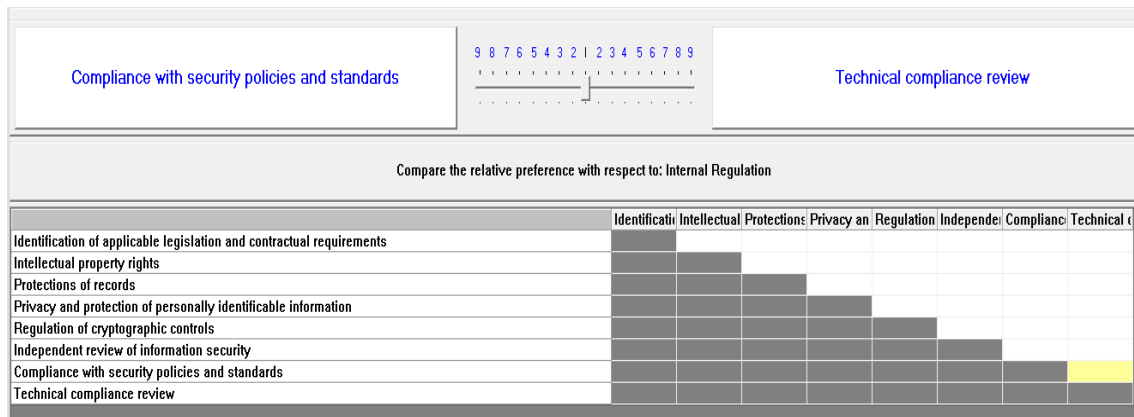 9 8 7 6 5 4 3 2 1 2 3 4 5 6 7 8 9
Compliance with security policies and standards
Technical compliance review
Compare the relative preference with respect to: Internal Regulation
Identificati Intellectual Protections Privacy an Regulation Independe Compliance Technical c
Identification of applicable legislation and contractual requirements
Intellectual property rights
Protections of records
Privacy and protection of personally identificable information
Regulation of cryptographic controls
Independent review of information security
Compliance with security policies and standards
Technical compliance review